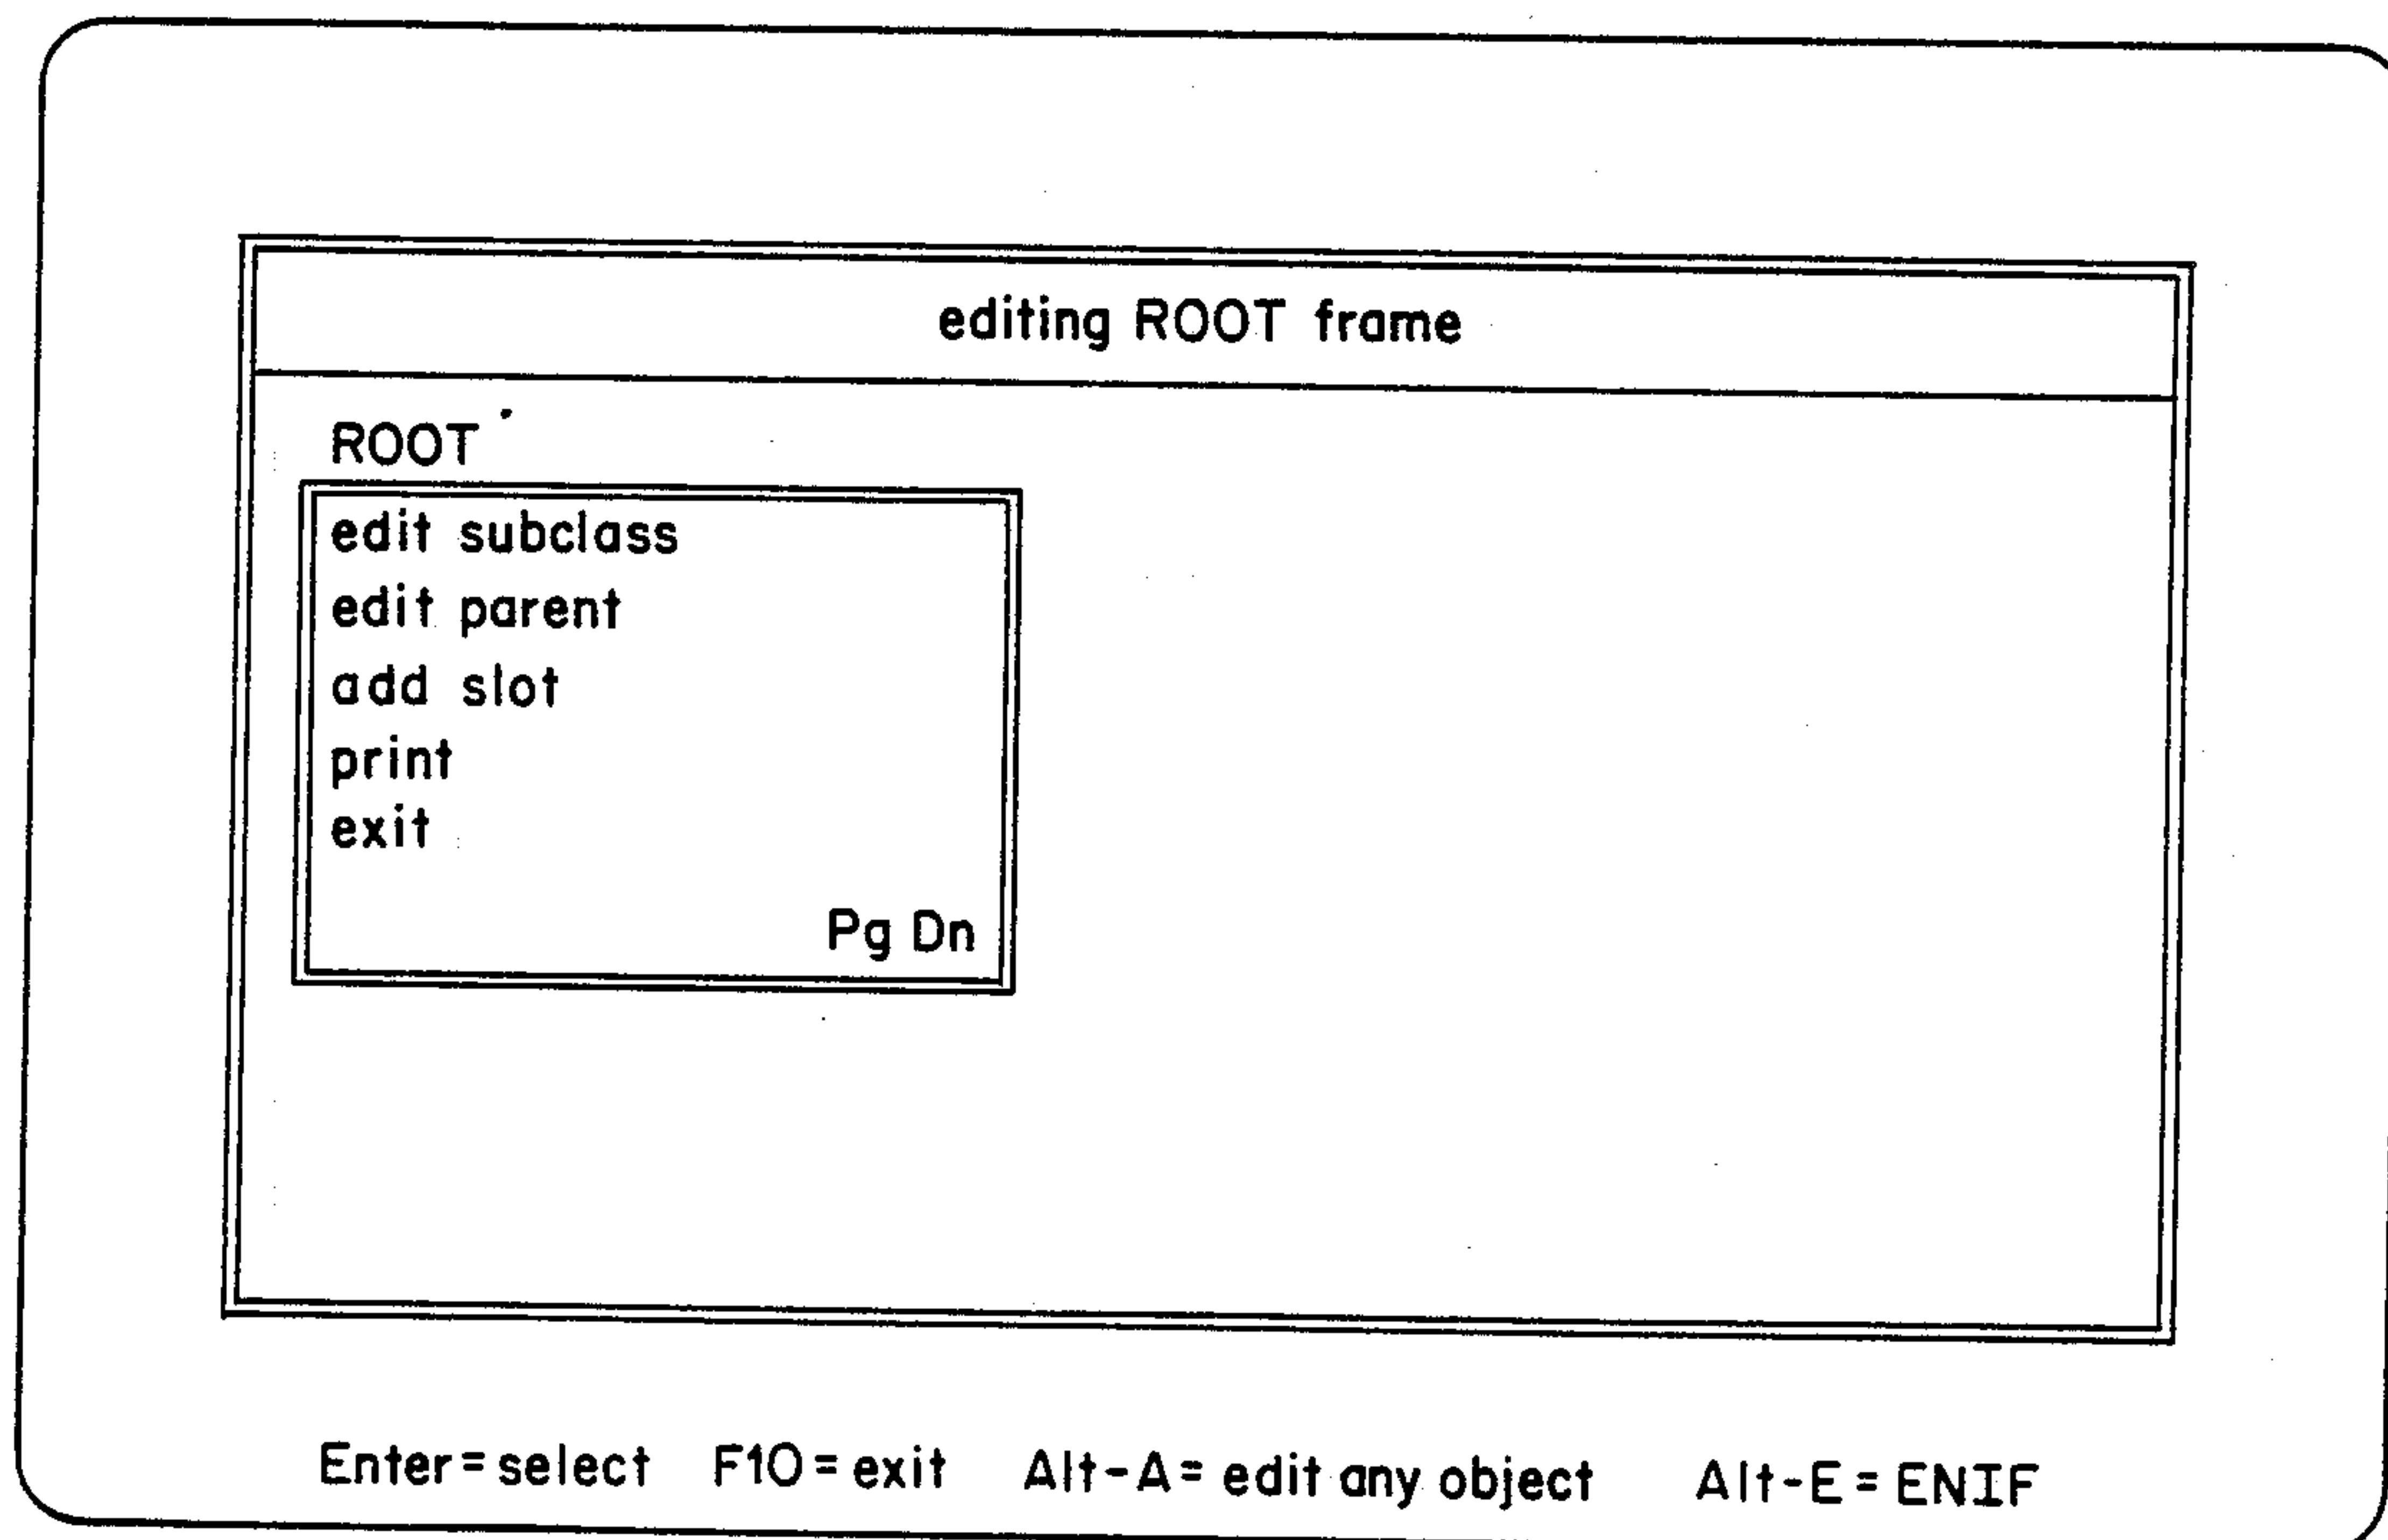 editing ROOT frame
ROOT
edit subclass
edit parent
add slot
print
exit
Pg Dn
Enter=select F10=exit Alt-A=edit any object Alt-E=ENIF